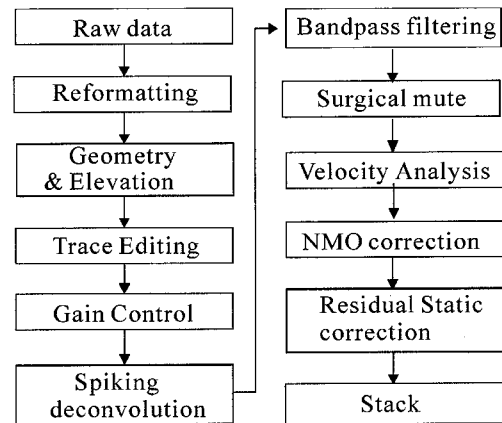 Raw data
Reformatting
Geometry
& Elevation
Trace Editing
Gain Control
Spiking
deconvolution
Bandpass filtering
Surgical mute
Velocity Analysis
NMO correction
Residual Static
correction
Stack